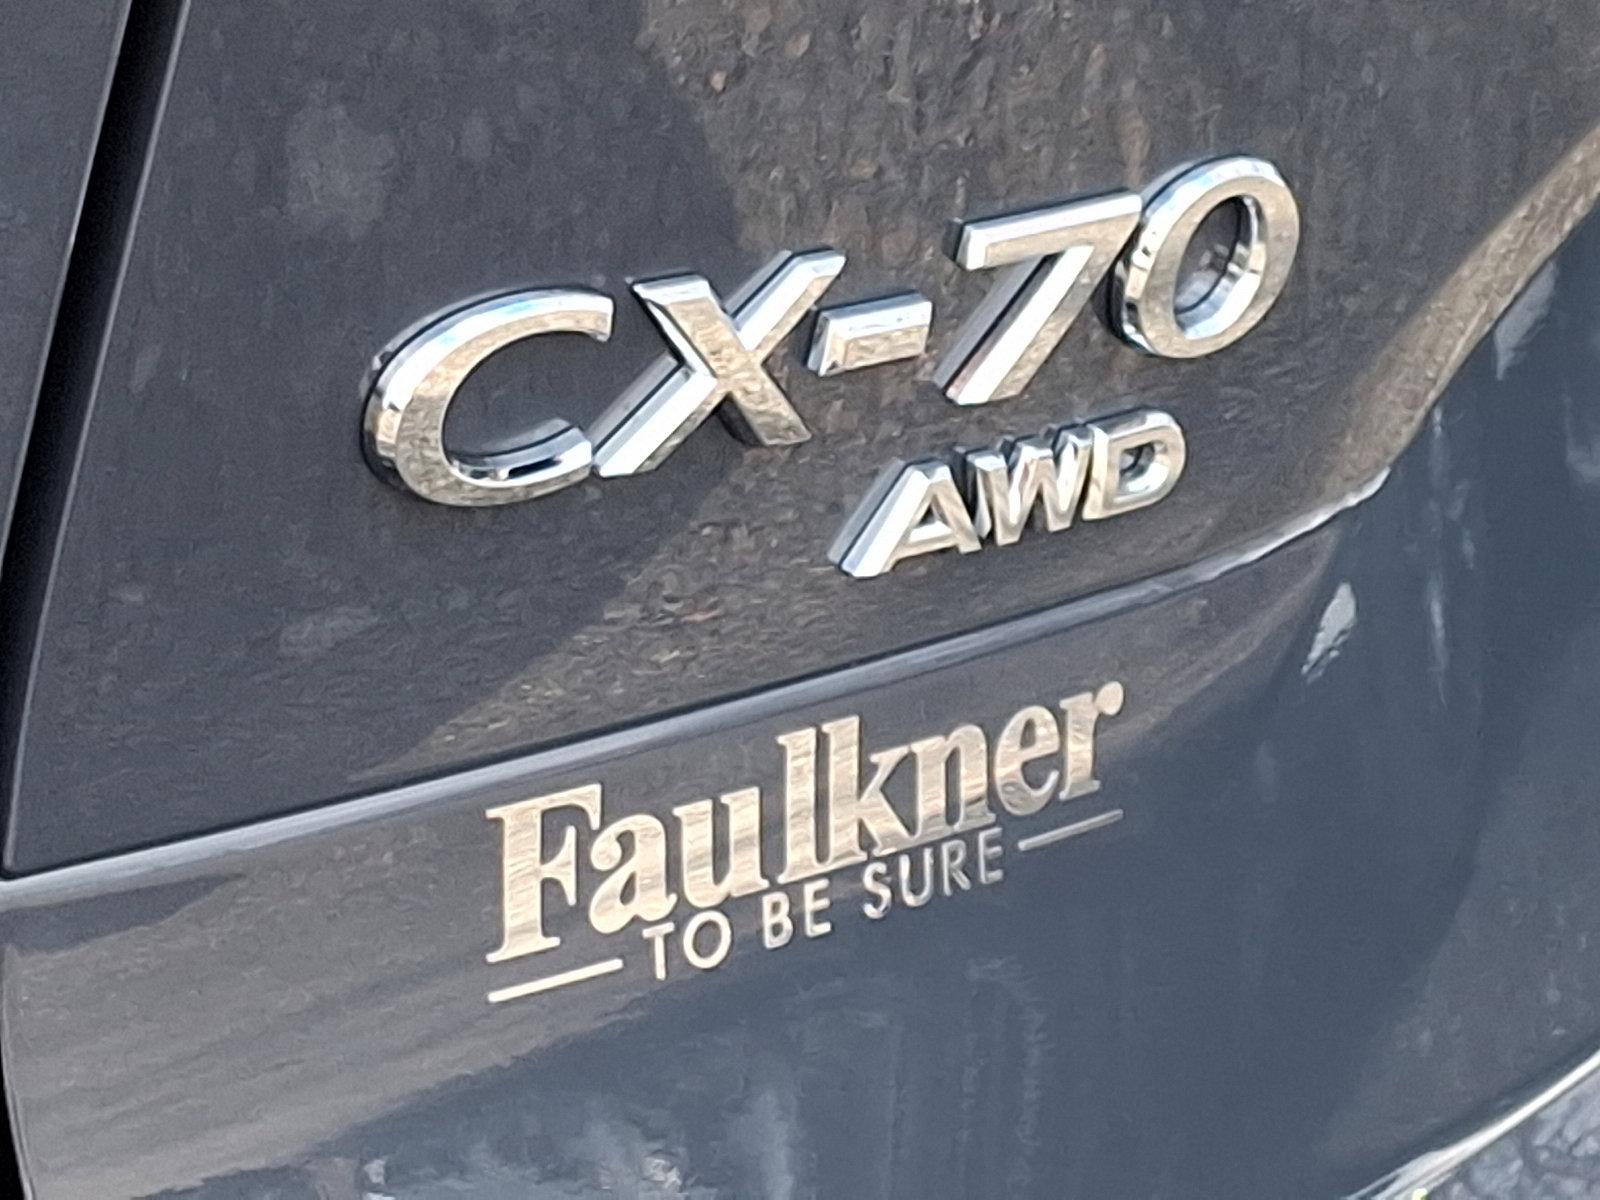 CX-70
AWD
Faulkner
TO BE SURE